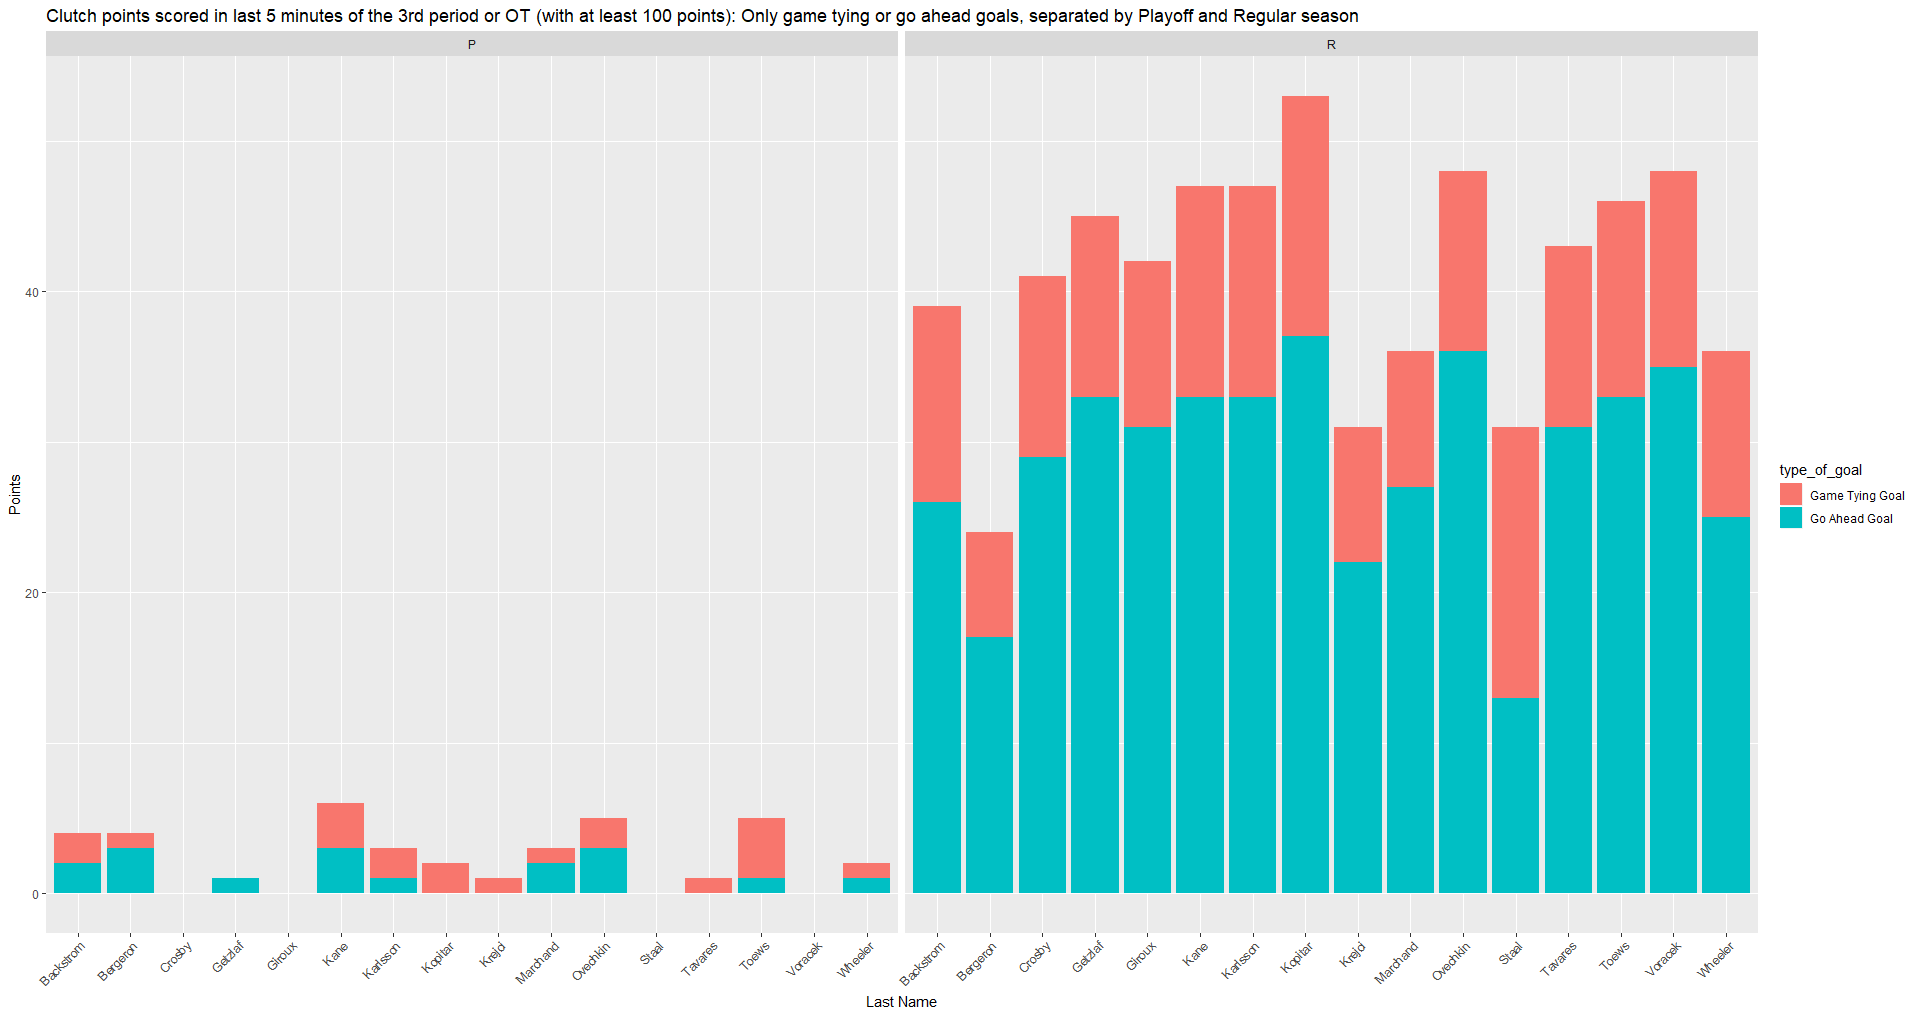 Clutch points scored in last 5 minutes of the 3rd period or OT (with at least 100 points): Only game tying or go ahead goals, separated by Playoff and Regular season
P
R
Points
40
20
0
type_of_goal
Game Tying Goal
Go Ahead Goal
Backstrom
Bergeron
Crosby
Getzlaf
Giroux
Kane
Karlsson
Kopitar
Krejci
Marchand
Ovechkin
Staal
Tavares
Toews
Voracek
Wheeler
Backstrom
Bergeron
Crosby
Getzlaf
Giroux
Kane
Karlsson
Kopitar
Krejci
Marchand
Ovechkin
Staal
Tavares
Toews
Voracek
Wheeler
Last Name